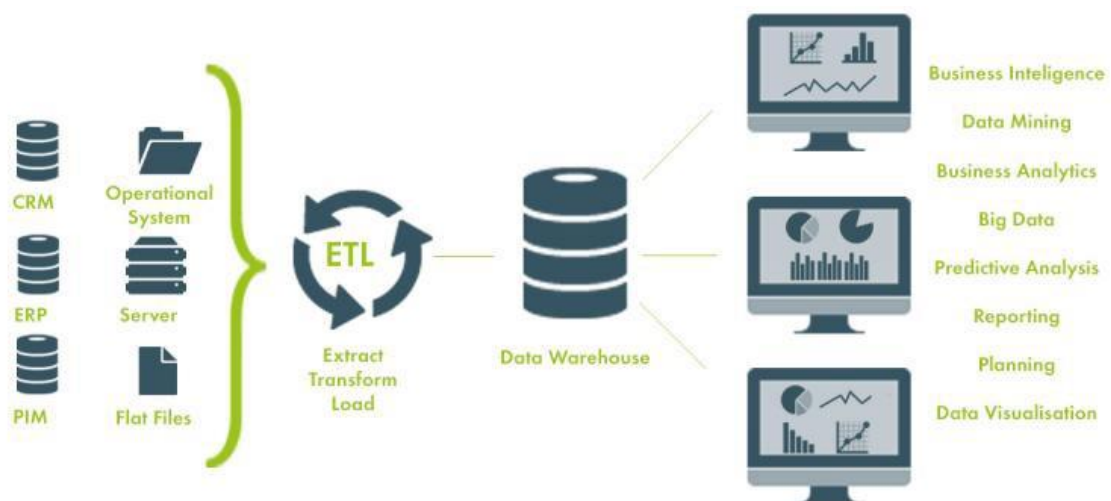 CRM
Operational
System
ERP
Server
PIM
Flat Files
ETL
Extract
Transform
Load
Data Warehouse
Business Inteligence
Data Mining
Business Analytics
Big Data
Predictive Analysis
Reporting
Planning
Data Visualisation